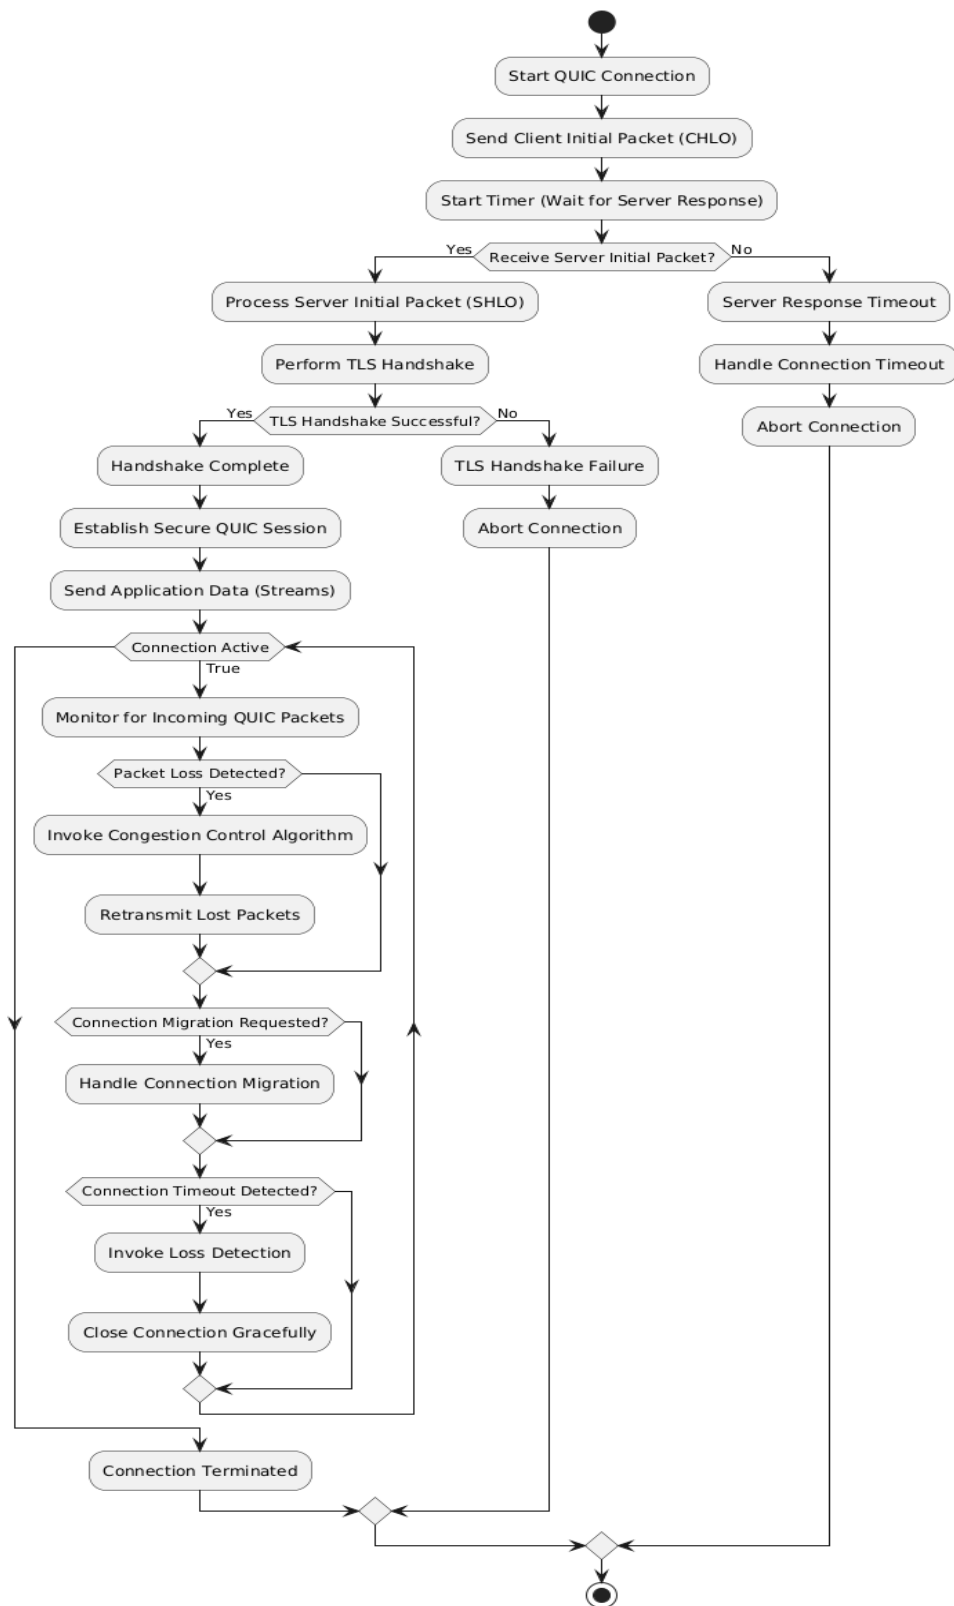 Start QUIC Connection
Send Client Initial Packet (CHLO)
Start Timer (Wait for Server Response)
Yes
Receive Server Initial Packet?
No
Process Server Initial Packet (SHLO)
Server Response Timeout
Perform TLS Handshake
Handle Connection Timeout
Yes
TLS Handshake Successful?
No
Abort Connection
Handshake Complete
TLS Handshake Failure
Establish Secure QUIC Session
Abort Connection
Send Application Data (Streams)
Connection Active
True
Monitor for Incoming QUIC Packets
Packet Loss Detected?
Yes
Invoke Congestion Control Algorithm
Retransmit Lost Packets
Connection Migration Requested?
Yes
Handle Connection Migration
Connection Timeout Detected?
Yes
Invoke Loss Detection
Close Connection Gracefully
Connection Terminated